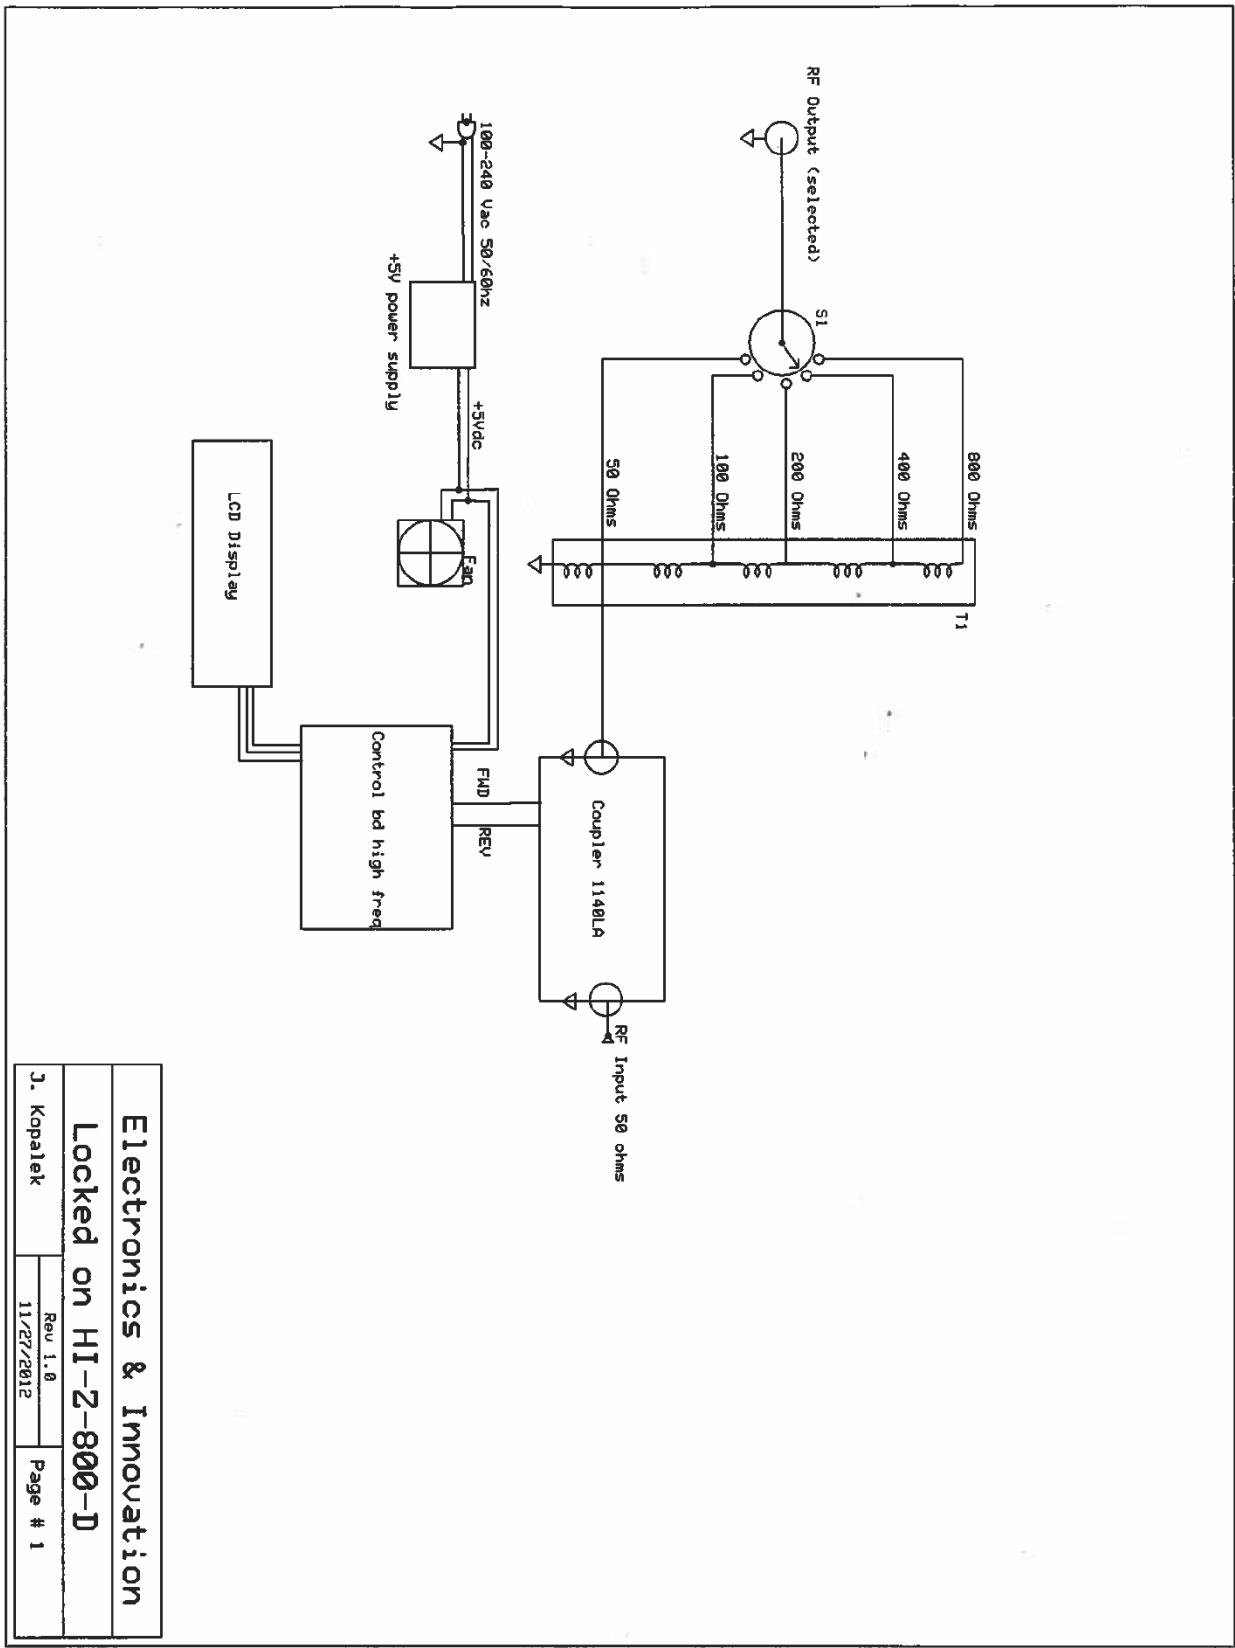 800 Ohms
T1
400 Ohms
S1
RF Output (selected)
200 Ohms
100 Ohms
50 Ohms
RF Input 50 ohms
Coupler 1140LA
100-240 Vac 50/60hz
FWD
REV
+5Vdc
Fan
+5V power supply
Control bd high freq
LCD Display
Electronics & Innovation
Locked on HI-Z-800-D
J. Kopalek
Rev 1.0
11/27/2012
Page # 1